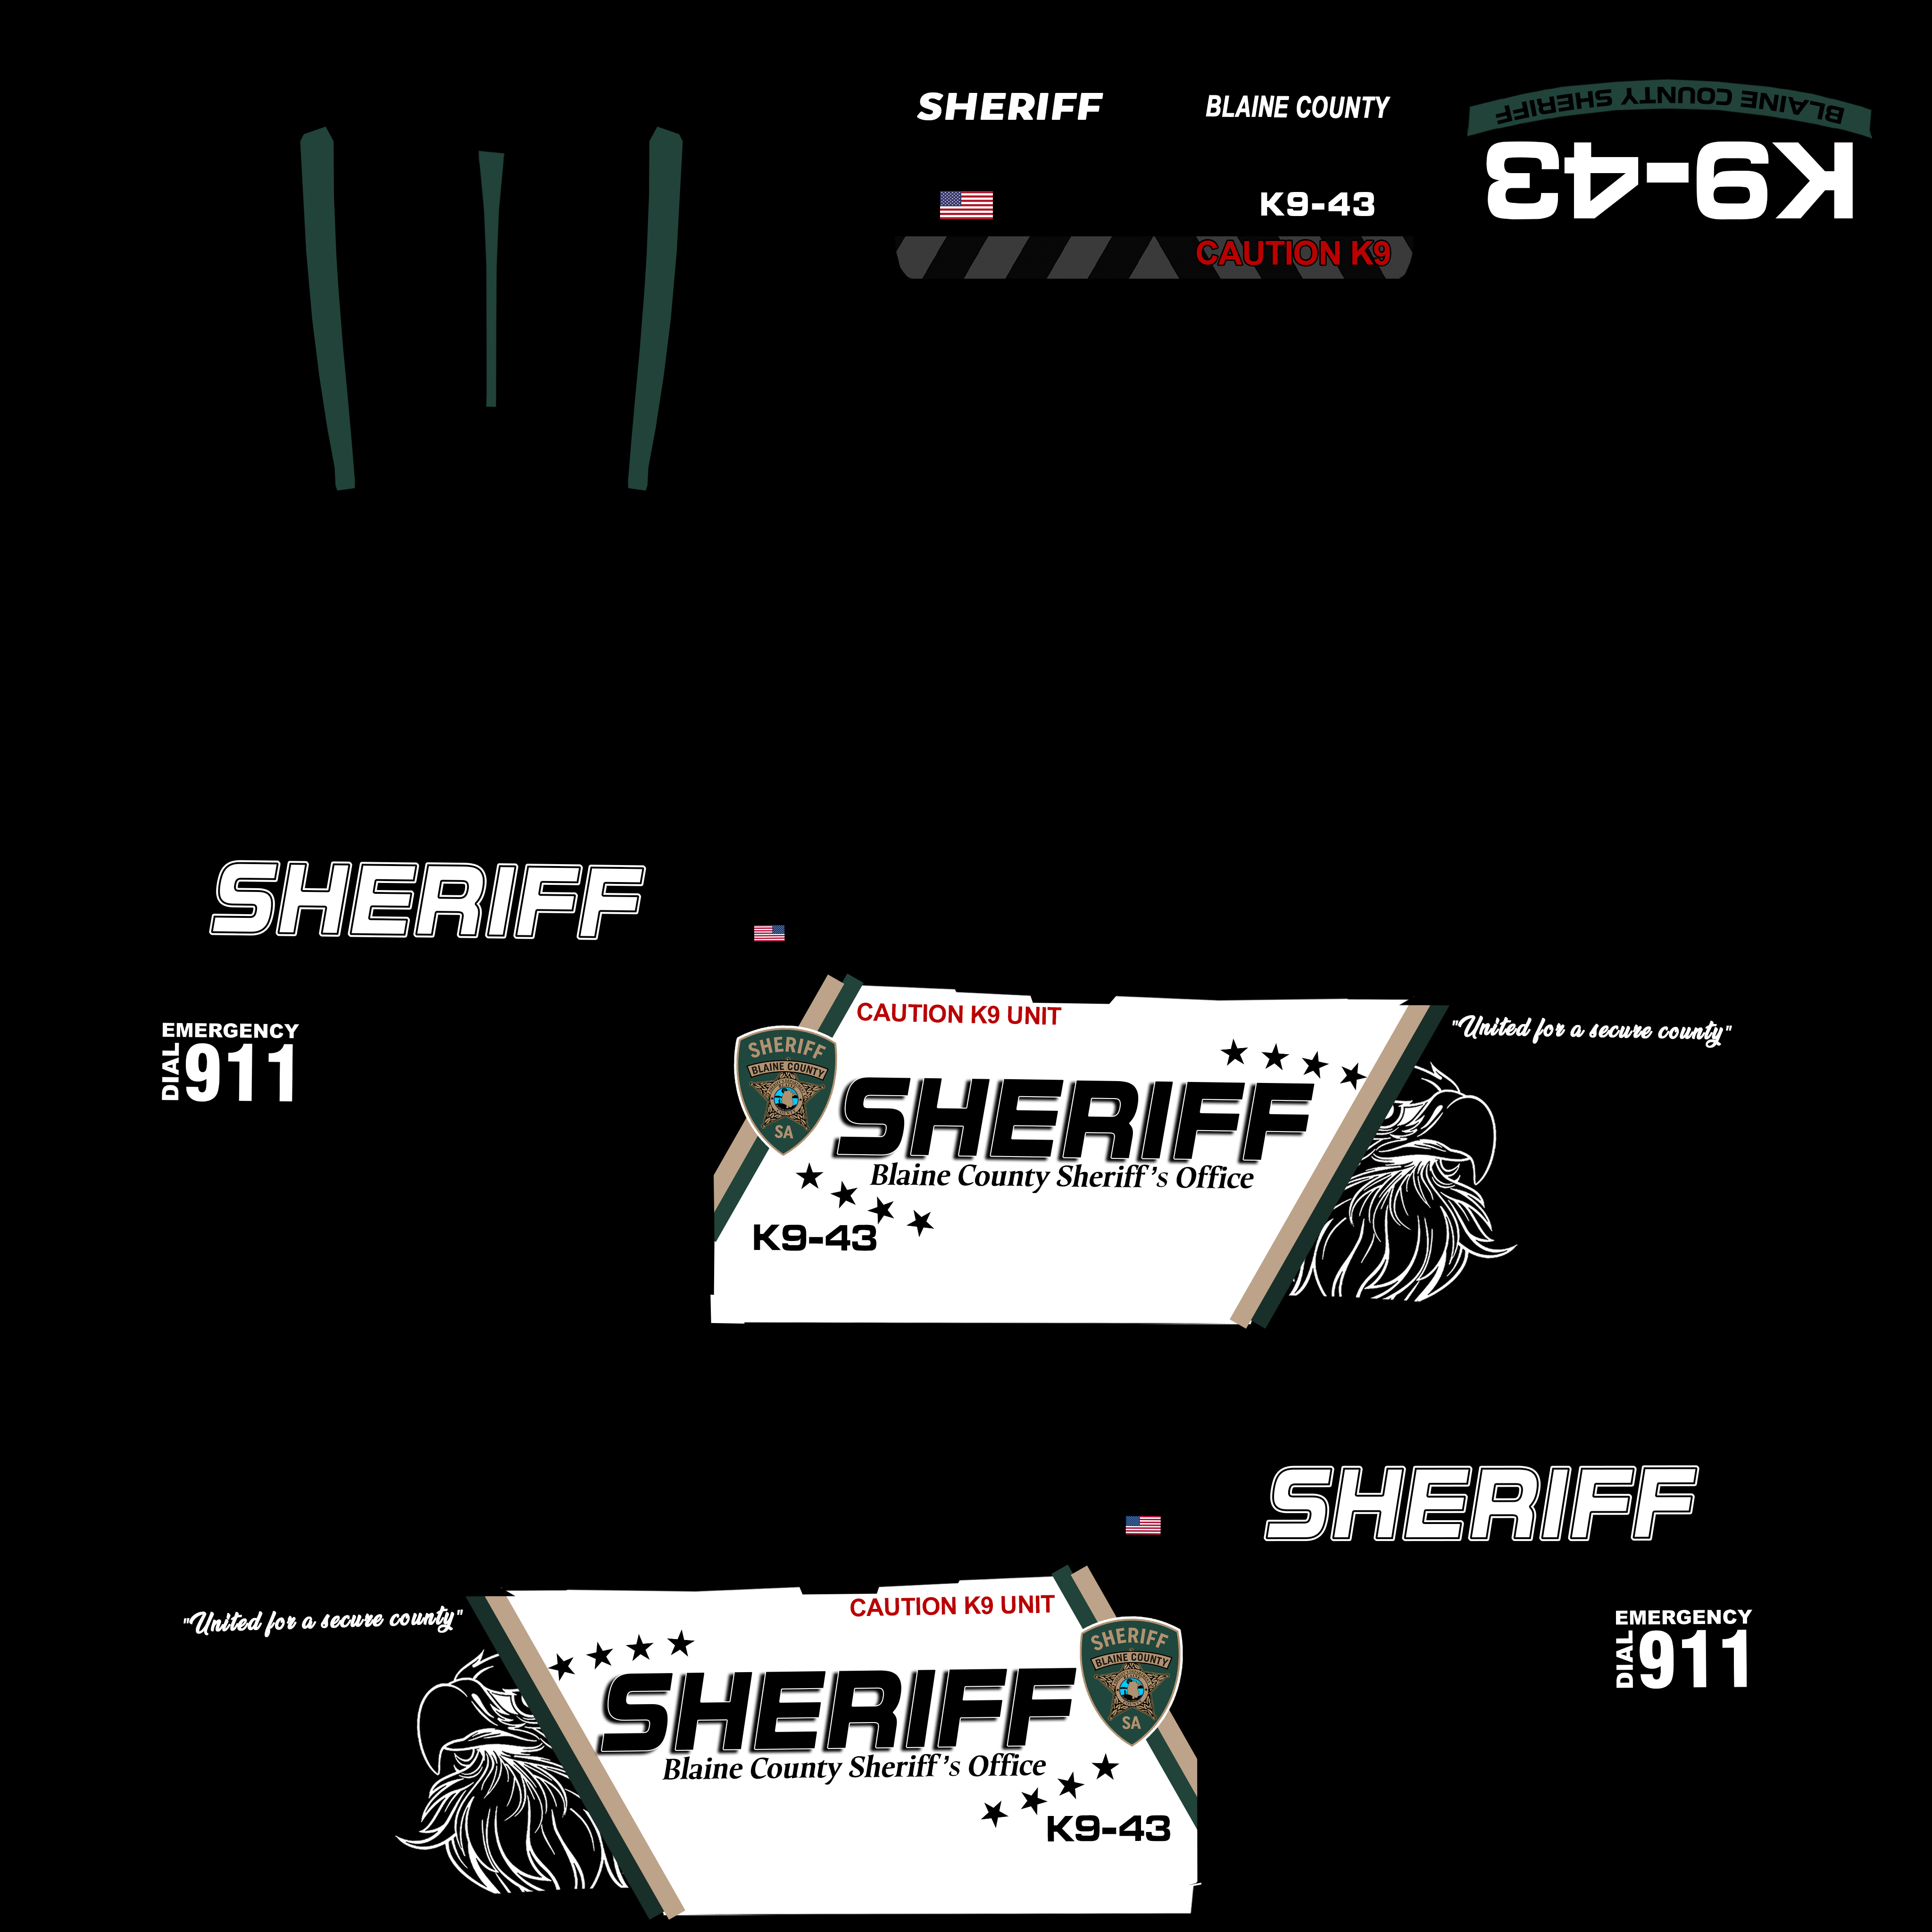 SHERIFF
BLAINE COUNTY
BLAINE COUNTY SHERIFF
K9-43
K9-43
CAUTION K9
SHERIFF
EMERGENCY
DIAL
911
CAUTION K9 UNIT
"United for a secure county"
SHERIFF
BLAINE COUNTY
SA
SHERIFF
Blaine County Sheriff's Office
K9-43
SHERIFF
"United for a secure county"
CAUTION K9 UNIT
EMERGENCY
DIAL
911
SHERIFF
BLAINE COUNTY
SA
SHERIFF
Blaine County Sheriff's Office
K9-43